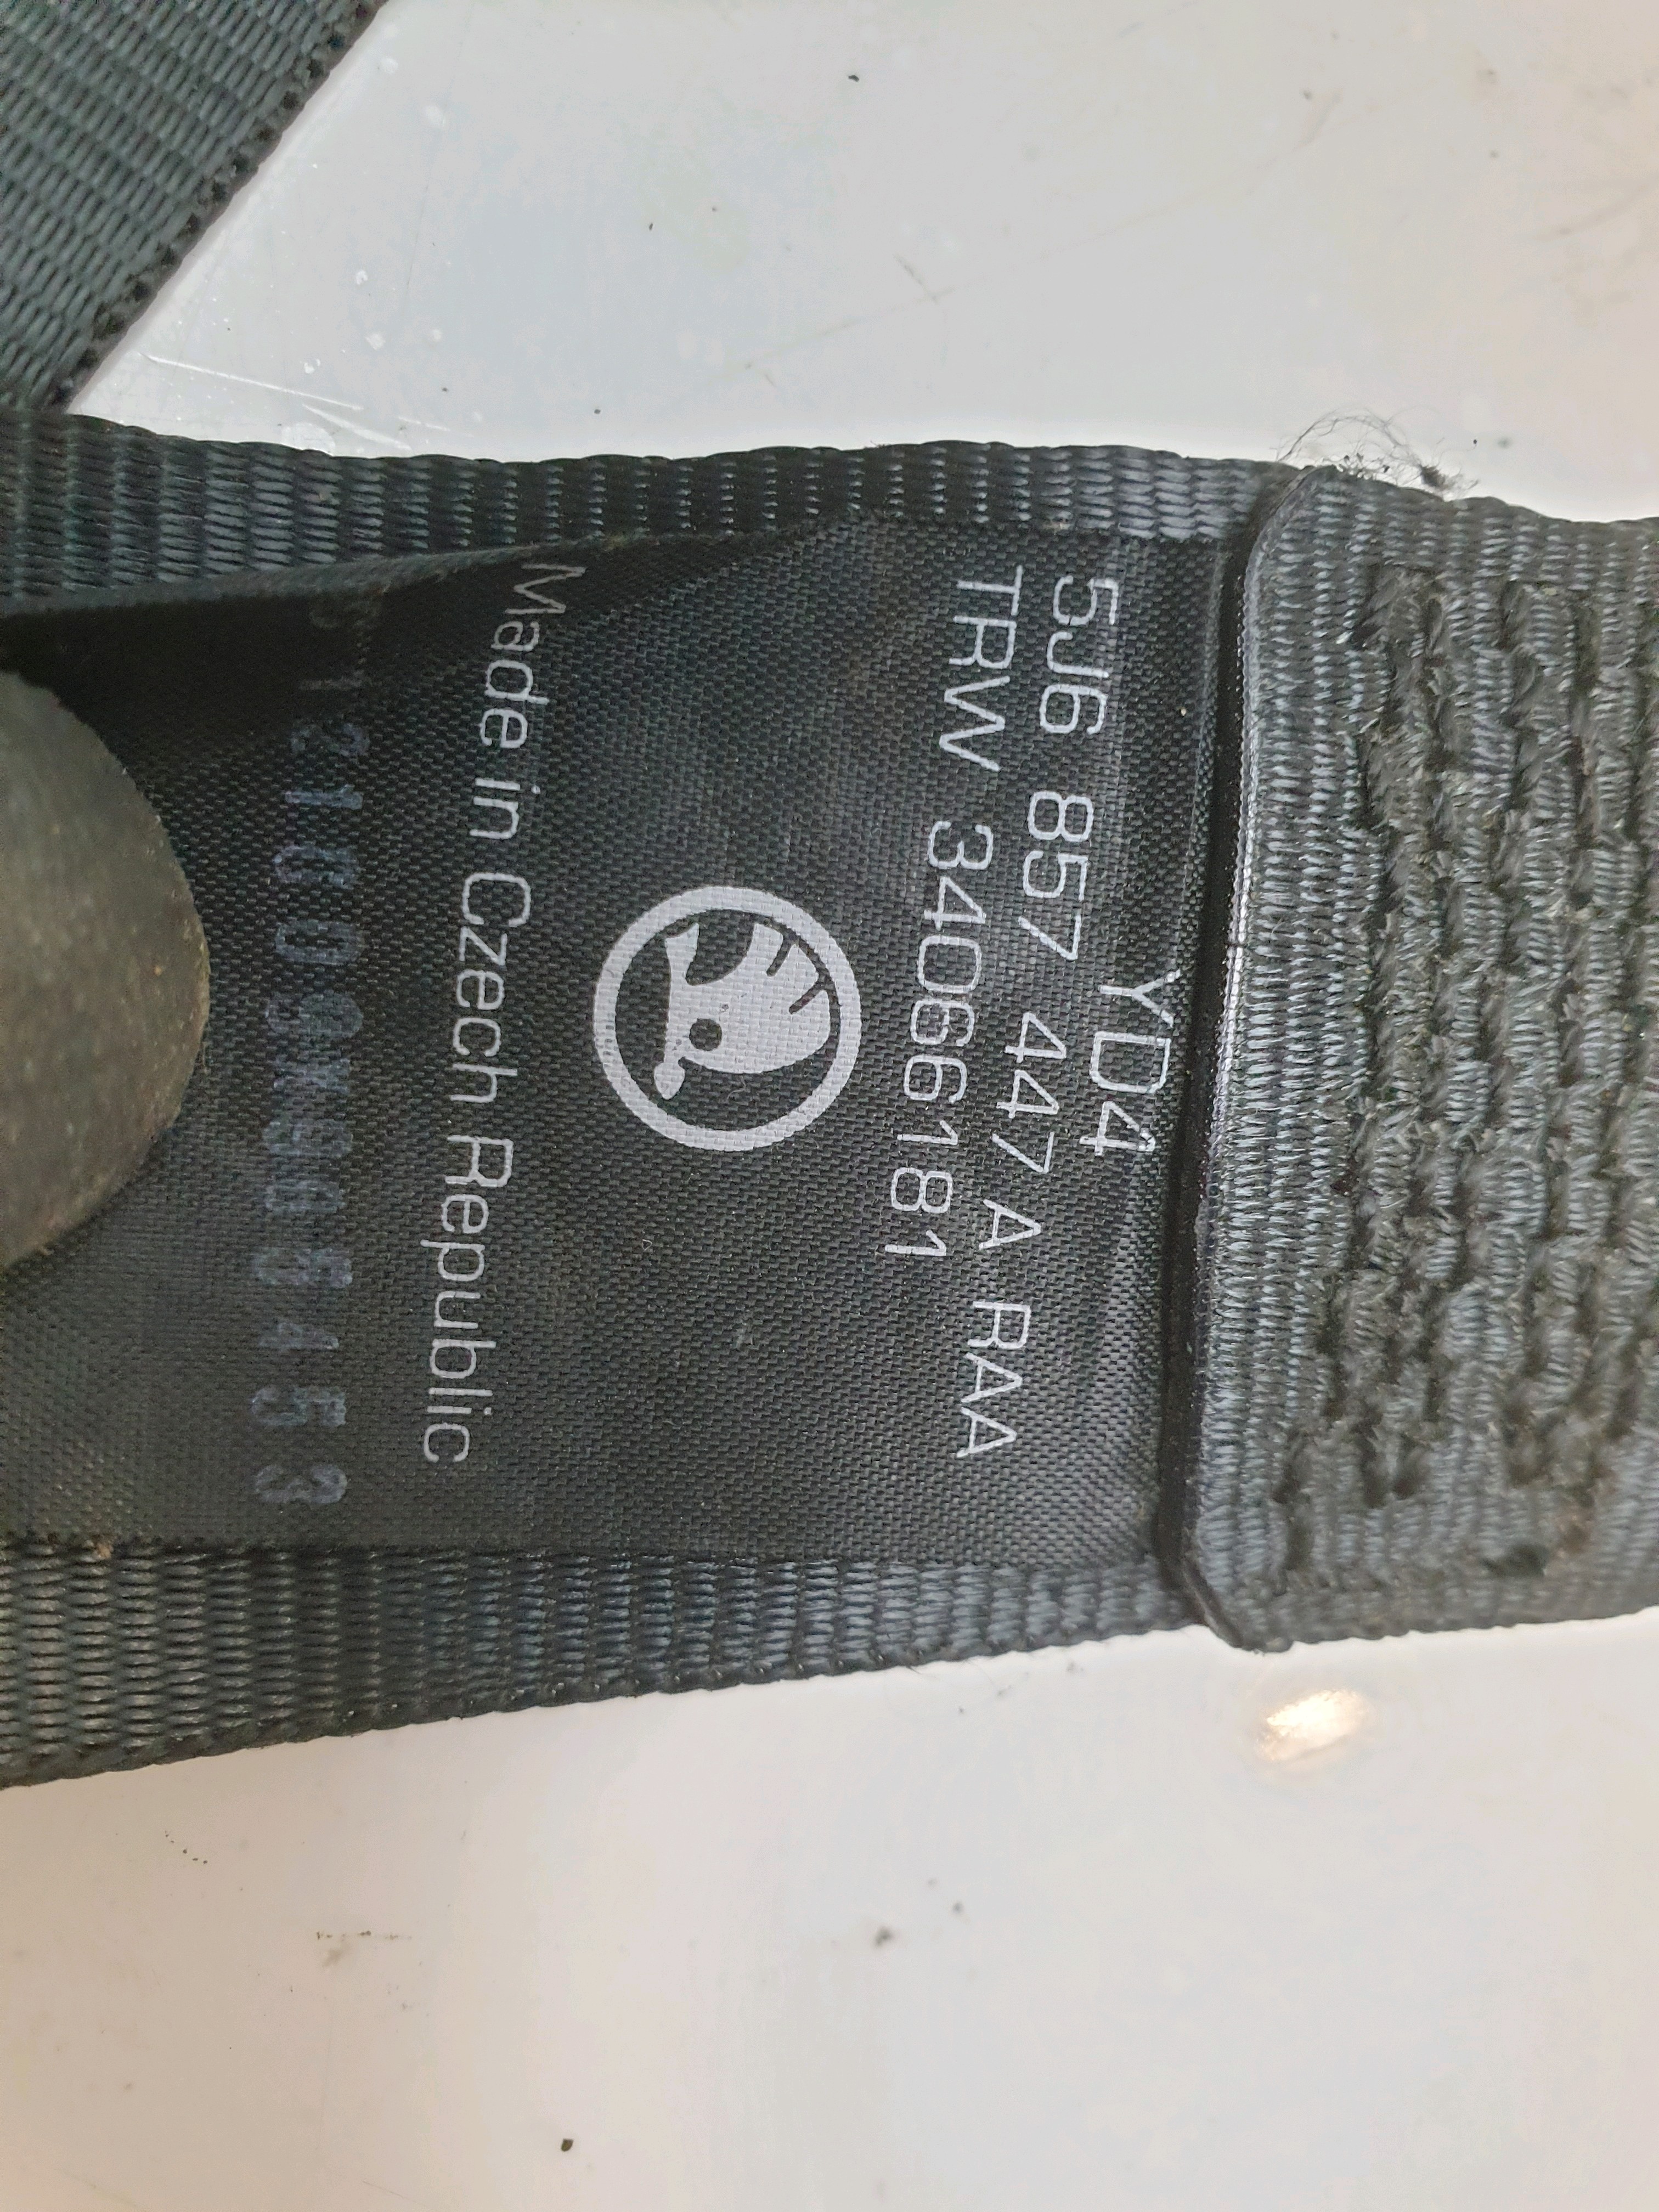 YD4
5J6 857 447 A RAA
TRW 34066181
Made in Czech Republic